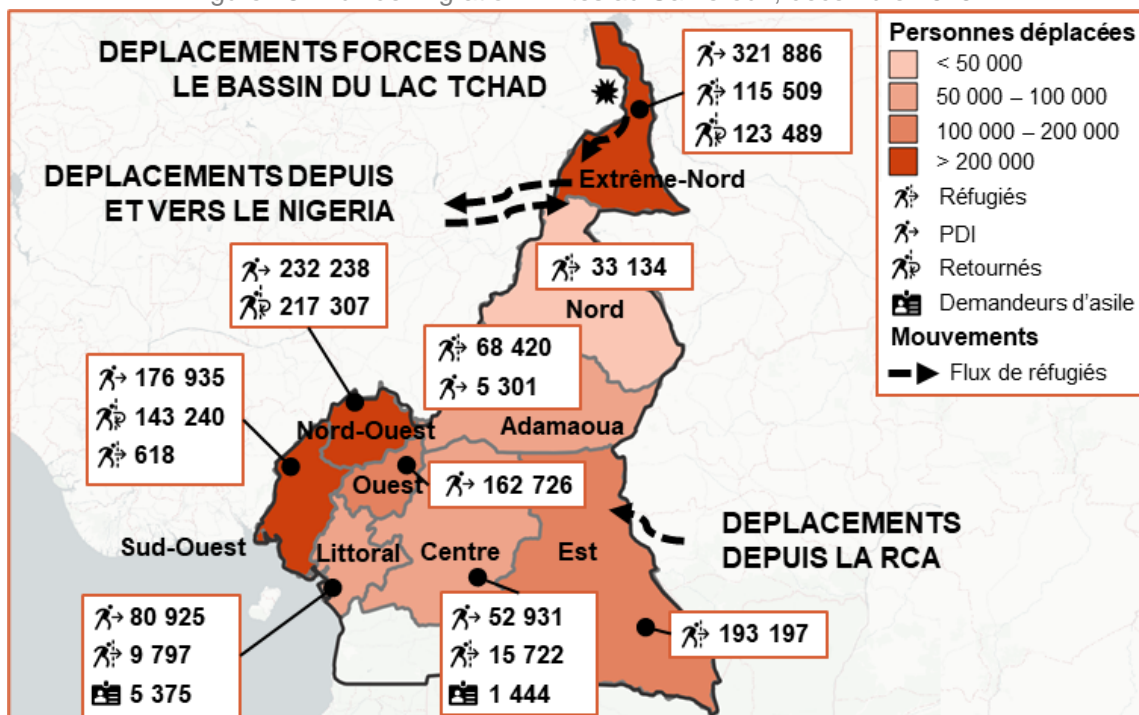 DEPLACEMENTS FORCES DANS
LE BASSIN DU LAC TCHAD
321 886
115 509
123 489
Personnes déplacées
< 50 000
50 000 – 100 000
100 000 – 200 000
> 200 000
Réfugiés
PDI
Retournés
Demandeurs d'asile
Mouvements
Flux de réfugiés
DEPLACEMENTS DEPUIS
ET VERS LE NIGERIA
Extrême-Nord
232 238
217 307
33 134
Nord
68 420
5 301
Adamaoua
176 935
143 240
618
Nord-Ouest
Ouest
162 726
Sud-Ouest
Littoral
Centre
Est
DEPLACEMENTS
DEPUIS LA RCA
80 925
9 797
5 375
52 931
15 722
1 444
193 197